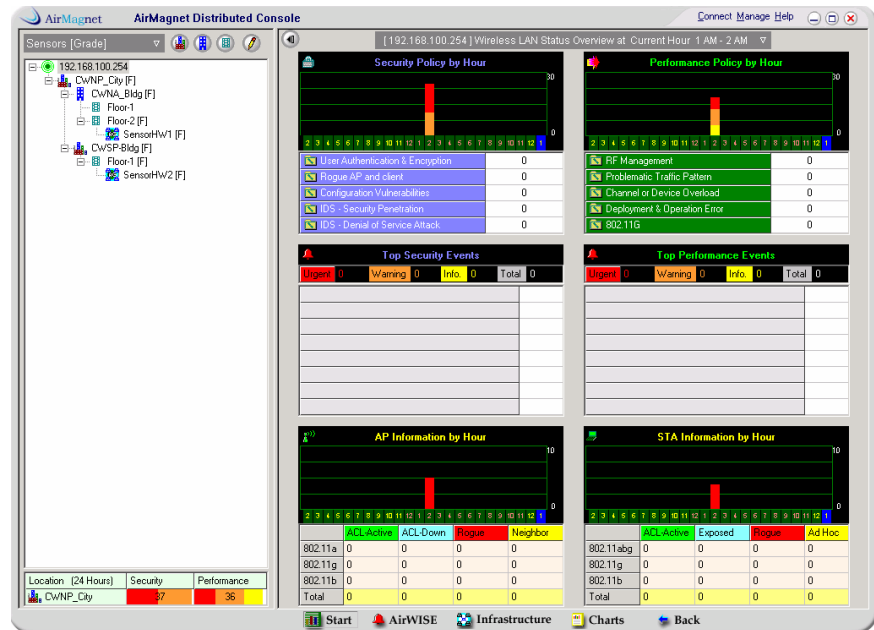 AirMagnet AirMagnet Distributed Console Connect Manage Help
Sensors [Grade]
[ 192.168.100.254 ] Wireless LAN Status Overview at Current Hour 1 AM - 2 AM
192.168.100.254
CWNP_City [F]
CWNA_Bldg [F]
Floor-1
Floor-2 [F]
SensorHW1 [F]
CWSP-Bldg [F]
Floor-1 [F]
SensorHW2 [F]
Location (24 Hours) Security Performance
CWNP_City 37 36
Security Policy by Hour
30
0
2 3 4 5 6 7 8 9 10 11 12 1 2 3 4 5 6 7 8 9 10 11 12 1
User Authentication & Encryption 0
Rogue AP and client 0
Configuration Vulnerabilities 0
IDS - Security Penetration 0
IDS - Denial of Service Attack 0
Performance Policy by Hour
30
0
2 3 4 5 6 7 8 9 10 11 12 1 2 3 4 5 6 7 8 9 10 11 12 1
RF Management 0
Problematic Traffic Pattern 0
Channel or Device Overload 0
Deployment & Operation Error 0
802.11G 0
Top Security Events
Urgent 0 Warning 0 Info. 0 Total 0
Top Performance Events
Urgent 0 Warning 0 Info. 0 Total 0
AP Information by Hour
10
0
2 3 4 5 6 7 8 9 10 11 12 1 2 3 4 5 6 7 8 9 10 11 12 1
ACL-Active ACL-Down Rogue Neighbor
802.11a 0 0 0 0
802.11g 0 0 0 0
802.11b 0 0 0 0
Total 0 0 0 0
STA Information by Hour
10
0
2 3 4 5 6 7 8 9 10 11 12 1 2 3 4 5 6 7 8 9 10 11 12 1
ACL-Active Exposed Rogue Ad Hoc
802.11abg 0 0 0 0
802.11g 0 0 0 0
802.11b 0 0 0 0
Total 0 0 0 0
Start AirWISE Infrastructure Charts Back